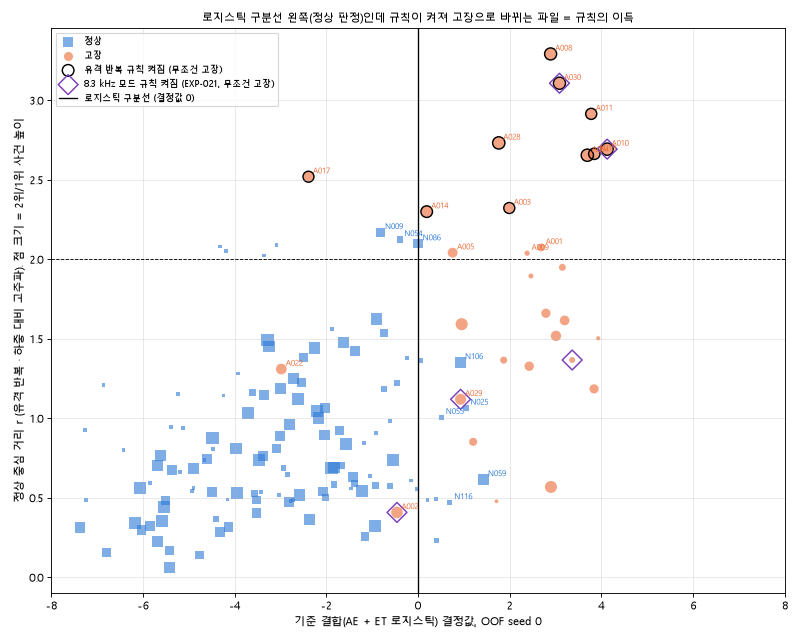 로지스틱 구분선 왼쪽(정상 판정)인데 규칙이 켜져 고장으로 바뀌는 파일 = 규칙의 이득
정상
고장
유격 반복 규칙 켜짐 (무조건 고장)
8.3 kHz 모드 규칙 켜짐 (EXP-021, 무조건 고장)
로지스틱 구분선 (결정값 0)
정상 중심 거리 r (유격 반복 · 하중 대비 고주파). 점 크기 = 2위/1위 사건 높이
3.0
2.5
2.0
1.5
1.0
0.5
0.0
A008
A030
A011
A028
A010
A017
A014
A003
N009
N054
N086
A005
A001
A022
N106
A029
N025
N059
N116
A002
-8
-6
-4
-2
0
2
4
6
8
기준 결합(AE + ET 로지스틱) 결정값, OOF seed 0